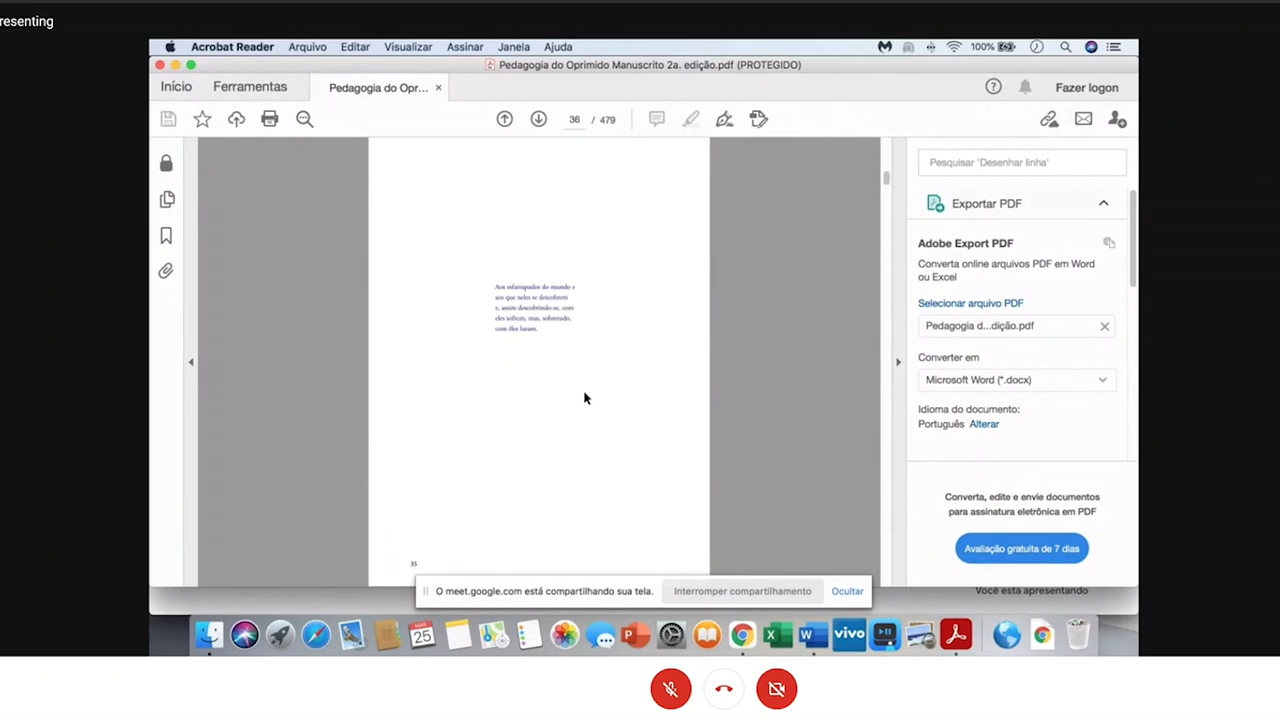 resenting
Acrobat Reader Arquivo Editar Visualizar Assinar Janela Ajuda 100%
Pedagogia do Oprimido Manuscrito 2a. edição.pdf (PROTEGIDO)
Início Ferramentas Pedagogia do Opr... × Fazer logon
36 / 479
Pesquisar 'Desenhar linha'
Exportar PDF
Adobe Export PDF
Converta online arquivos PDF em Word
ou Excel
Selecionar arquivo PDF
Pedagogia d...dição.pdf
Converter em
Microsoft Word (*.docx)
Idioma do documento:
Português Alterar
Converta, edite e envie documentos
para assinatura eletrônica em PDF
Avaliação gratuita de 7 dias
Aos esfarrapados do mundo e
aos que neles se descobrem
e, assim descobrindo-se, com
eles sofrem, mas, sobretudo,
com êles lutam.
35
O meet.google.com está compartilhando sua tela. Interromper compartilhamento Ocultar
Você está apresentando
MAR
25
vivo